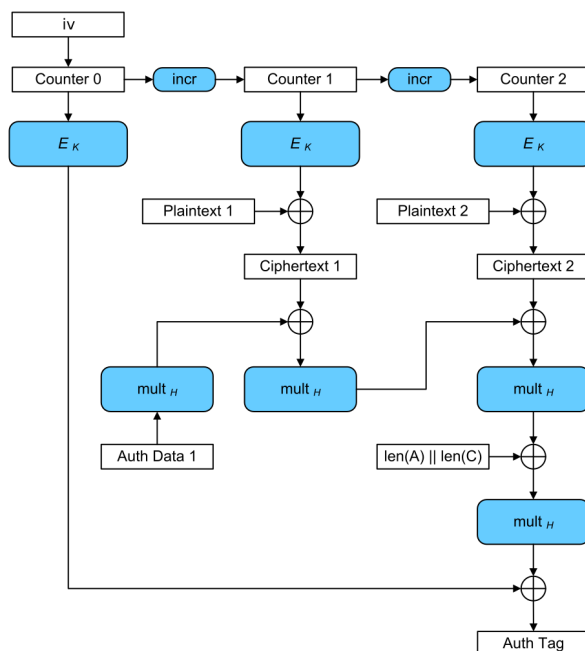 iv
Counter 0
incr
Counter 1
incr
Counter 2
E K
E K
E K
Plaintext 1
Plaintext 2
Ciphertext 1
Ciphertext 2
mult H
mult H
mult H
Auth Data 1
len(A) || len(C)
mult H
Auth Tag